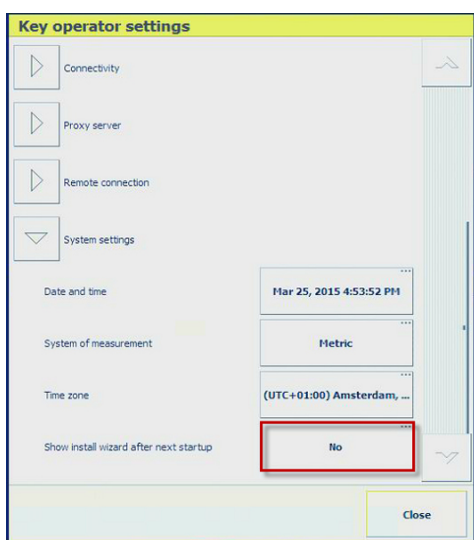 Key operator settings
Connectivity
Proxy server
Remote connection
System settings
Date and time
Mar 25, 2015 4:53:52 PM
System of measurement
Metric
Time zone
(UTC+01:00) Amsterdam, ...
Show install wizard after next startup
No
Close